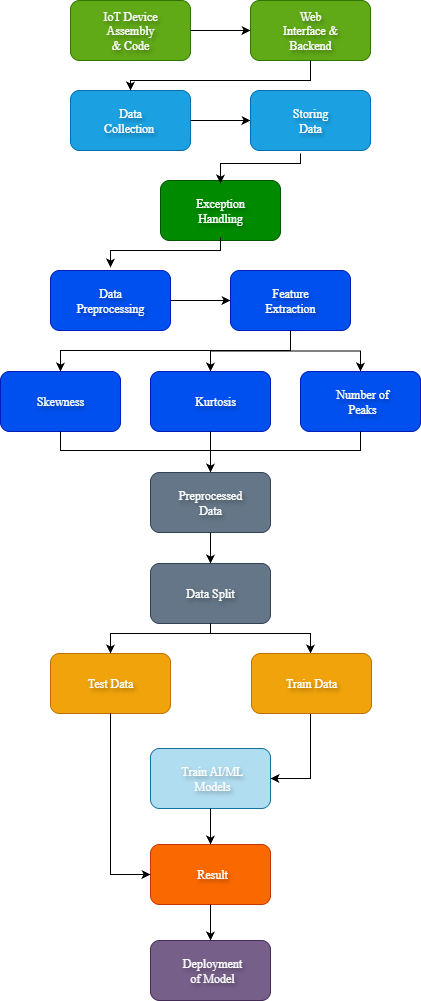 IoT Device
Assembly
& Code
Web
Interface &
Backend
Data
Collection
Storing
Data
Exception
Handling
Data
Preprocessing
Feature
Extraction
Skewness
Kurtosis
Number of
Peaks
Preprocessed
Data
Data Split
Test Data
Train Data
Train AI/ML
Models
Result
Deployment
of Model